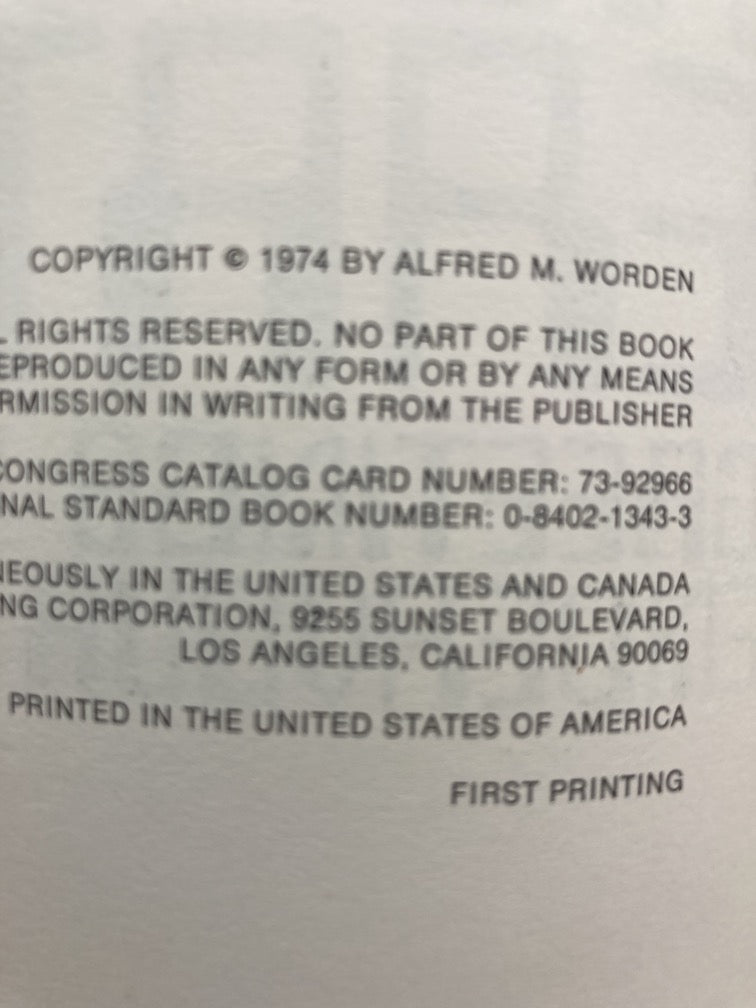 COPYRIGHT © 1974 BY ALFRED M. WORDEN
L RIGHTS RESERVED. NO PART OF THIS BOOK
EPRODUCED IN ANY FORM OR BY ANY MEANS
RMISSION IN WRITING FROM THE PUBLISHER
CONGRESS CATALOG CARD NUMBER: 73-92966
NAL STANDARD BOOK NUMBER: 0-8402-1343-3
NEOUSLY IN THE UNITED STATES AND CANADA
NG CORPORATION, 9255 SUNSET BOULEVARD,
LOS ANGELES, CALIFORNIA 90069
PRINTED IN THE UNITED STATES OF AMERICA
FIRST PRINTING